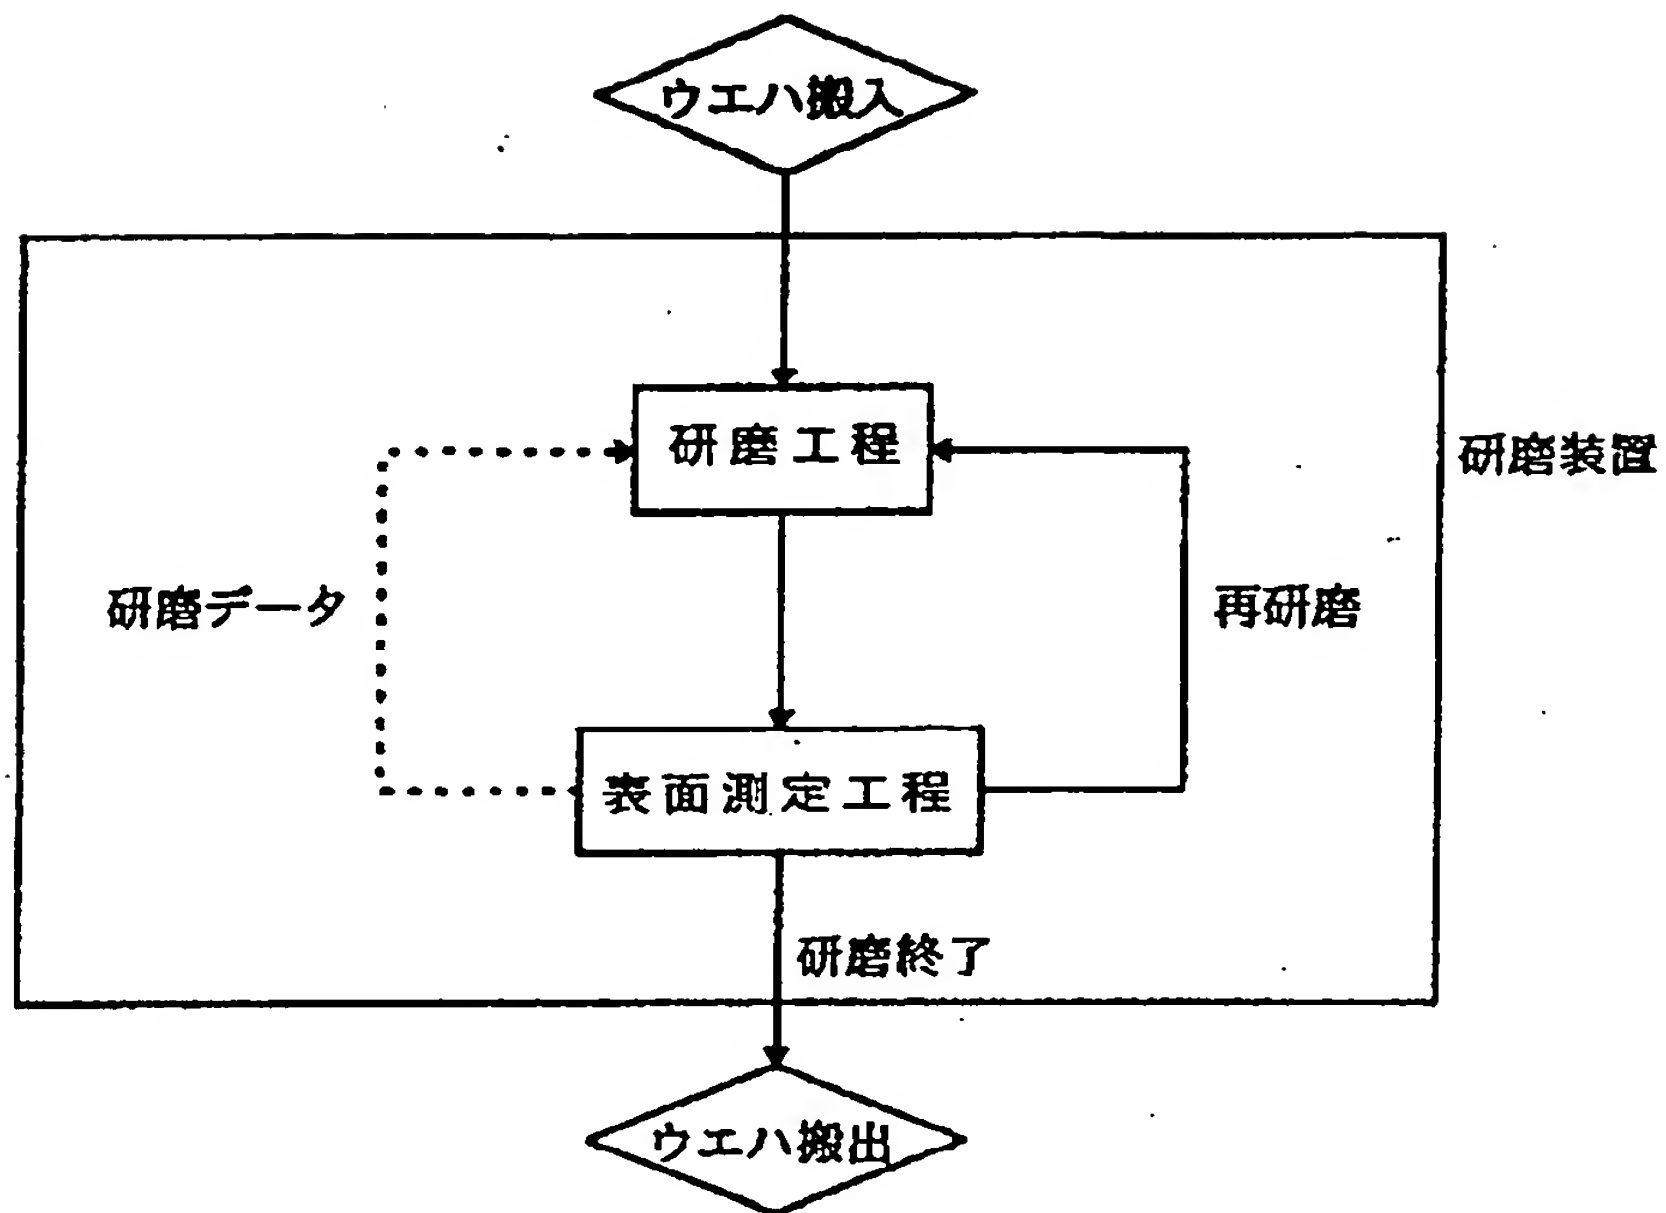 ウエハ搬入
研磨工程
研磨装置
研磨データ
再研磨
表面測定工程
研磨終了
ウエハ搬出